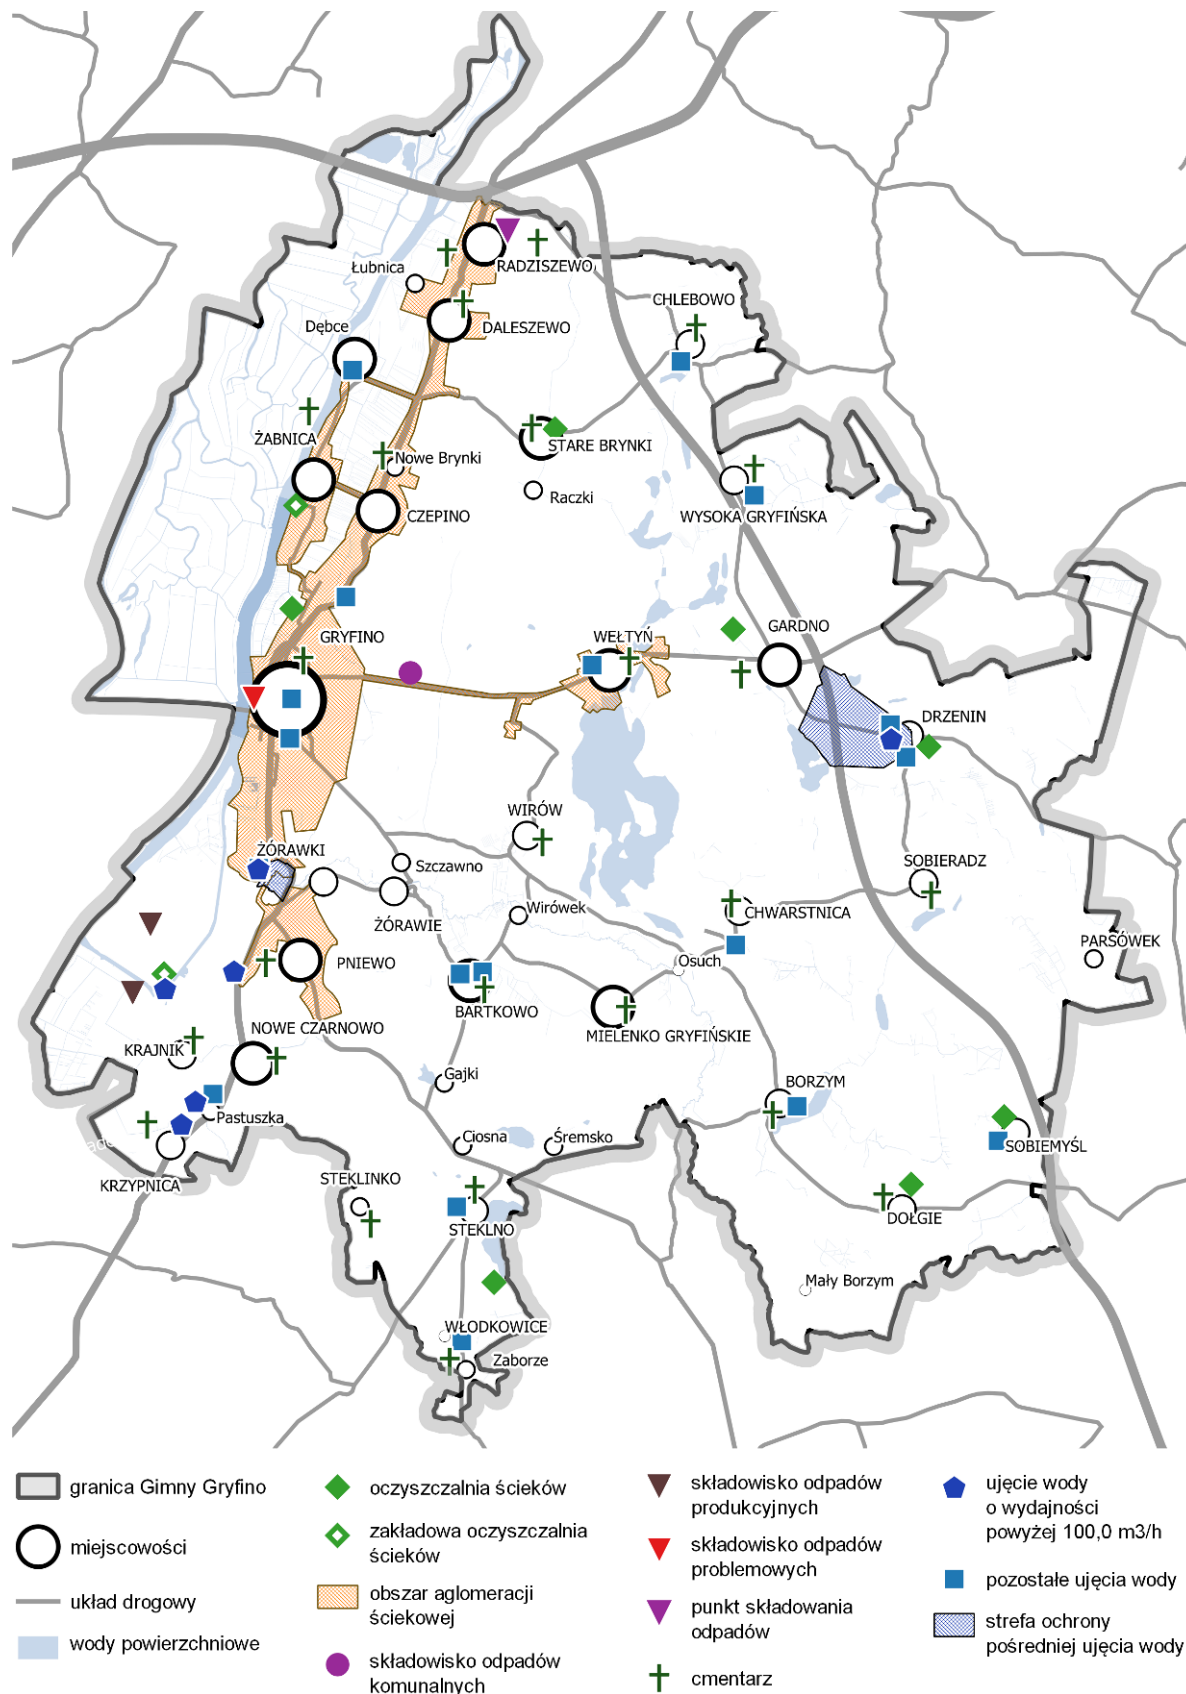 RADZISZEWO
Łubnica
CHLEBOWO
Dębce
DALESZEWO
ŻABNICA
STARE BRYNKI
Nowe Brynki
Raczki
CZEPINO
WYSOKA GRYFIŃSKA
GRYFINO
WEŁTYŃ
GARDNO
DRZENIN
WIRÓW
ŻÓRAWKI
Szczawno
SOBIERADZ
ŻÓRAWIE
Wirówek
CHWARSTNICA
PARSÓWEK
PNIEWO
Osuch
BARTKOWO
NOWE CZARNOWO
MIELENKO GRYFIŃSKIE
KRAJNIK
Gajki
BORZYM
Pastuszka
Ciosna
Śremsko
SOBIEMYŚL
KRZYPNICA
STEKLINKO
STEKLNO
DOŁGIE
Mały Borzym
WŁODKOWICE
Zaborze
granica Gimny Gryfino
miejscowości
układ drogowy
wody powierzchniowe
oczyszczalnia ścieków
zakładowa oczyszczalnia
ścieków
obszar aglomeracji
ściekowej
składowisko odpadów
komunalnych
składowisko odpadów
produkcyjnych
składowisko odpadów
problemowych
punkt składowania
odpadów
cmentarz
ujęcie wody
o wydajności
powyżej 100,0 m3/h
pozostałe ujęcia wody
strefa ochrony
pośredniej ujęcia wody